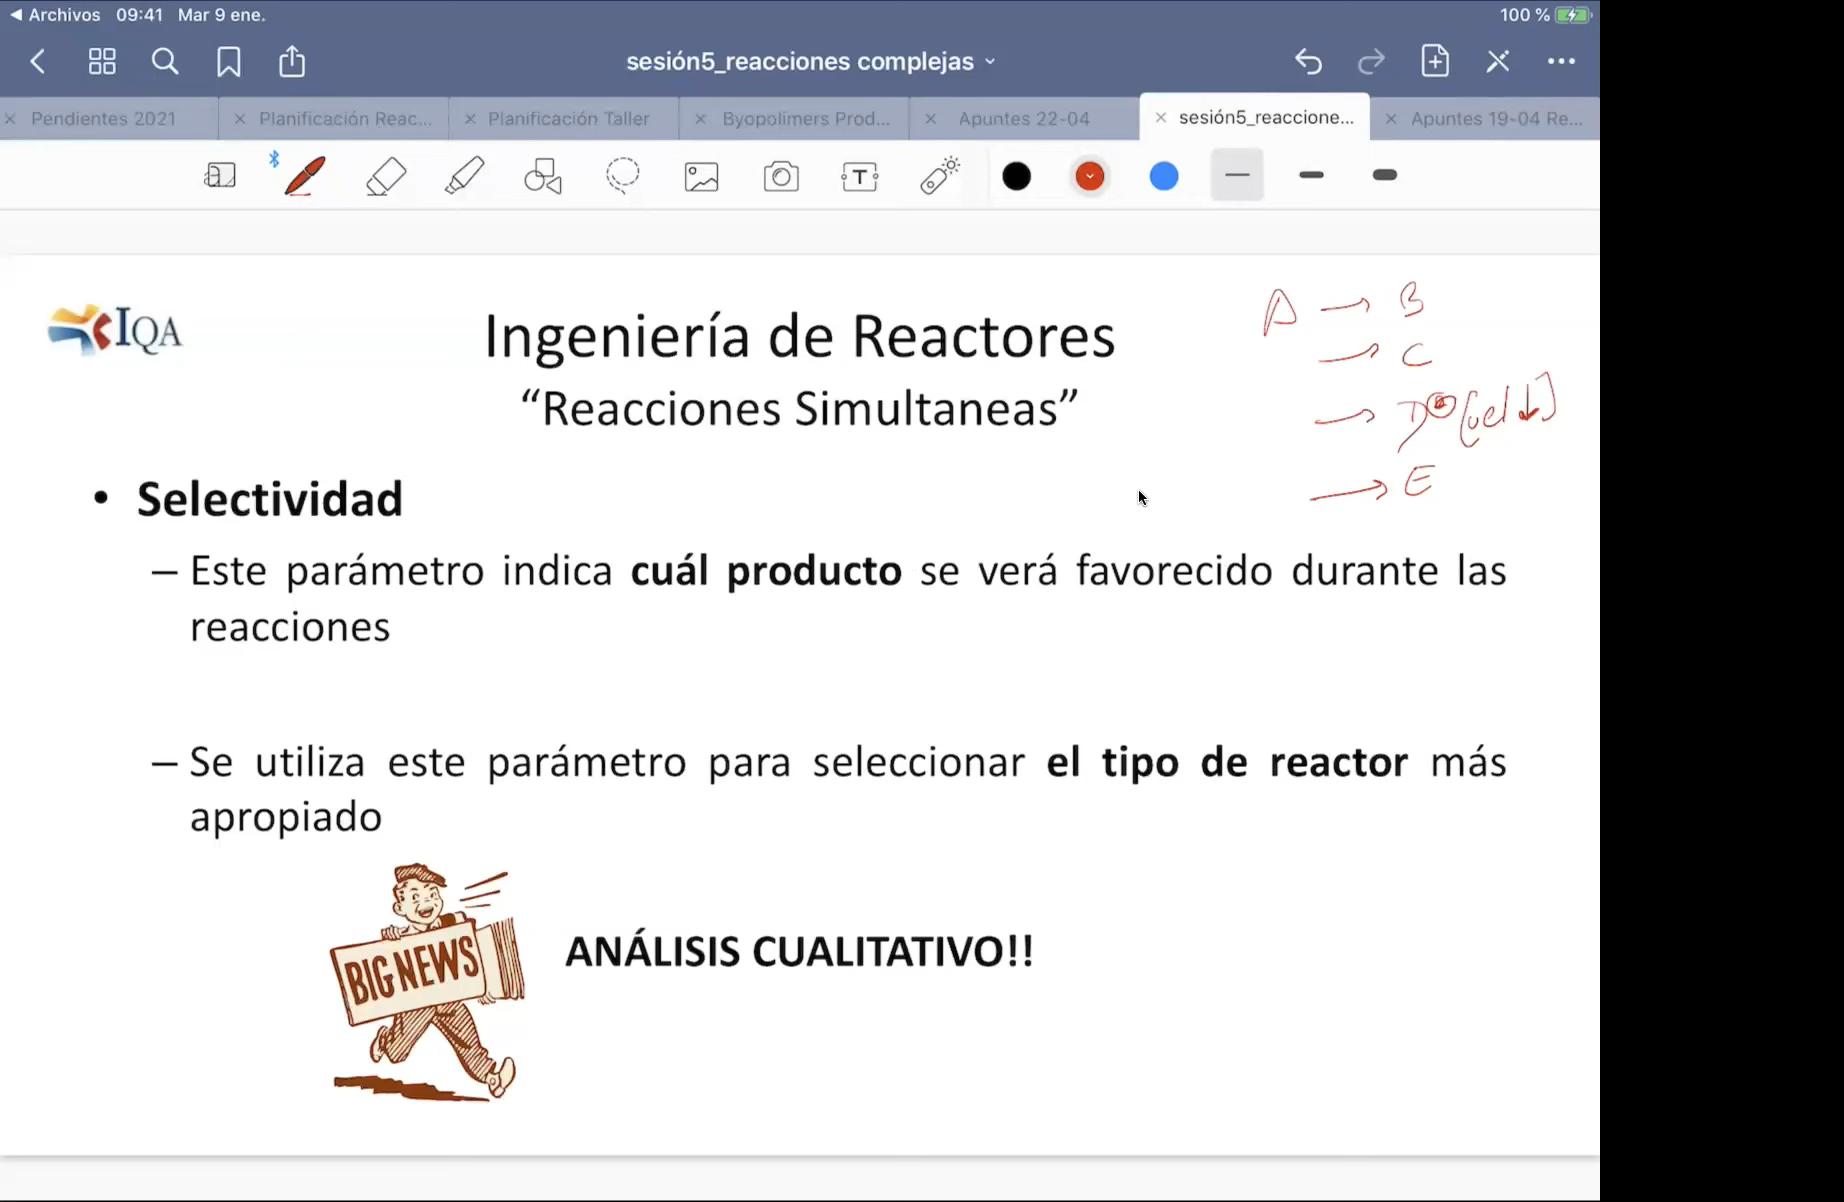 Archivos 09:41 Mar 9 ene. 100 %
sesión5_reacciones complejas
Pendientes 2021
Planificación Reac...
Planificación Taller
Byopolimers Prod...
Apuntes 22-04
sesión5_reaccione...
Apuntes 19-04 Re...
IQA
Ingeniería de Reactores
“Reacciones Simultaneas”
A → B
→ C
→ D
→ E
• Selectividad
– Este parámetro indica cuál producto se verá favorecido durante las
reacciones
– Se utiliza este parámetro para seleccionar el tipo de reactor más
apropiado
BIG NEWS
ANÁLISIS CUALITATIVO!!